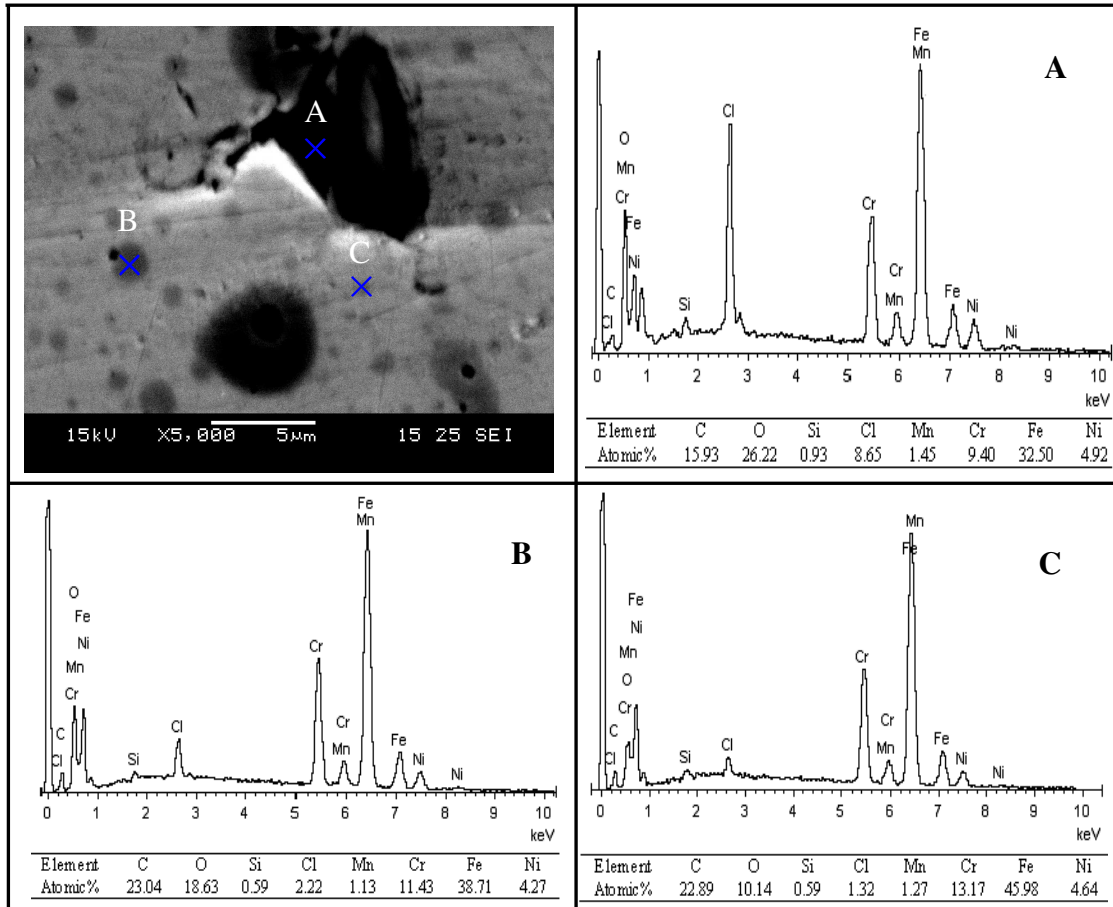 A
B
C
15kV X5,000 5μm 15 25 SEI
A
Fe
Mn
Cl
O
Mn
Cr
Cr
Fe
Cr
Ni
C
Mn
Si
Fe
Ni
Cl
Ni
0 1 2 3 4 5 6 7 8 9 10
keV
Element C O Si Cl Mn Cr Fe Ni
Atomic% 15.93 26.22 0.93 8.65 1.45 9.40 32.50 4.92
B
Fe
Mn
O
Fe
Ni
Cr
Mn
Cr
Cl
Cr
C
Mn
Fe
Cl
Si
Ni
Ni
0 1 2 3 4 5 6 7 8 9 10
keV
Element C O Si Cl Mn Cr Fe Ni
Atomic% 23.04 18.63 0.59 2.22 1.13 11.43 38.71 4.27
C
Mn
Fe
Fe
Ni
Mn
Cr
O
Cr
Cr
C
Cl
Mn
Fe
Cl
Si
Ni
Ni
0 1 2 3 4 5 6 7 8 9 10
keV
Element C O Si Cl Mn Cr Fe Ni
Atomic% 22.89 10.14 0.59 1.32 1.27 13.17 45.98 4.64